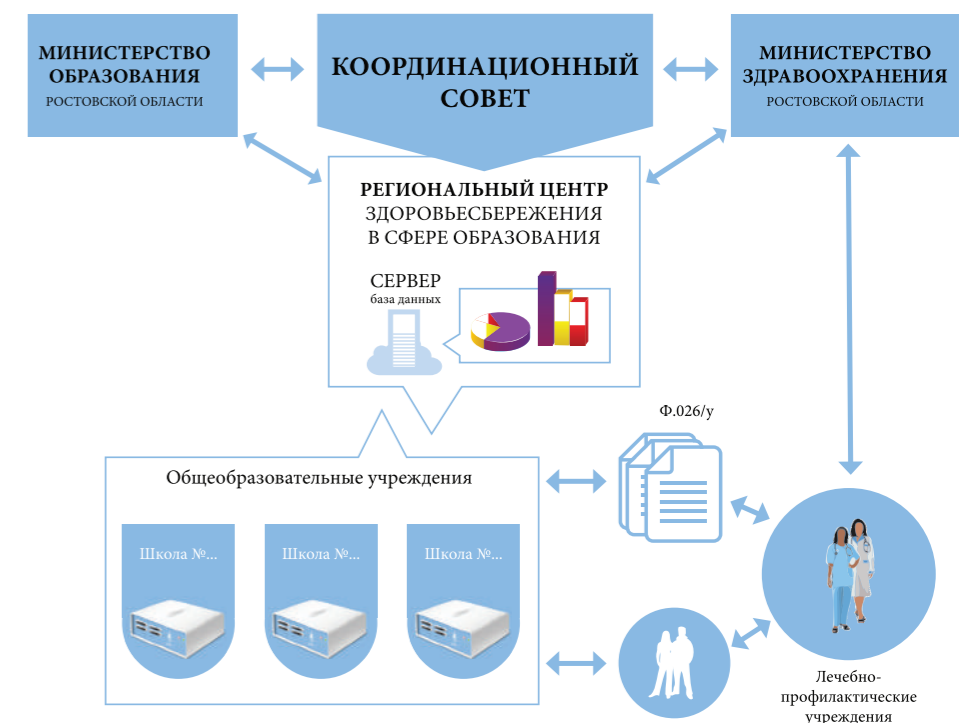 МИНИСТЕРСТВО
ОБРАЗОВАНИЯ
РОСТОВСКОЙ ОБЛАСТИ
КООРДИНАЦИОННЫЙ
СОВЕТ
МИНИСТЕРСТВО
ЗДРАВООХРАНЕНИЯ
РОСТОВСКОЙ ОБЛАСТИ
РЕГИОНАЛЬНЫЙ ЦЕНТР
ЗДОРОВЬЕСБЕРЕЖЕНИЯ
В СФЕРЕ ОБРАЗОВАНИЯ
СЕРВЕР
база данных
Ф.026/у
Общеобразовательные учреждения
Школа №...
Школа №...
Школа №...
Лечебно-
профилактические
учреждения